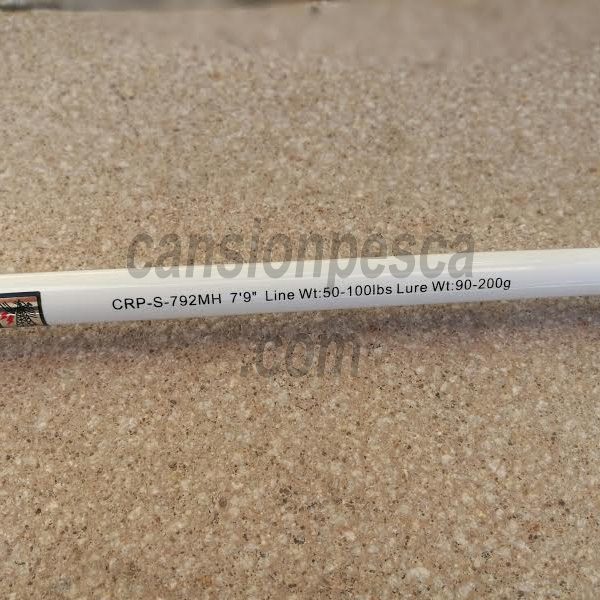 cansionpesca
CRP-S-792MH 7'9" Line Wt:50-100lbs Lure Wt:90-200g
.com